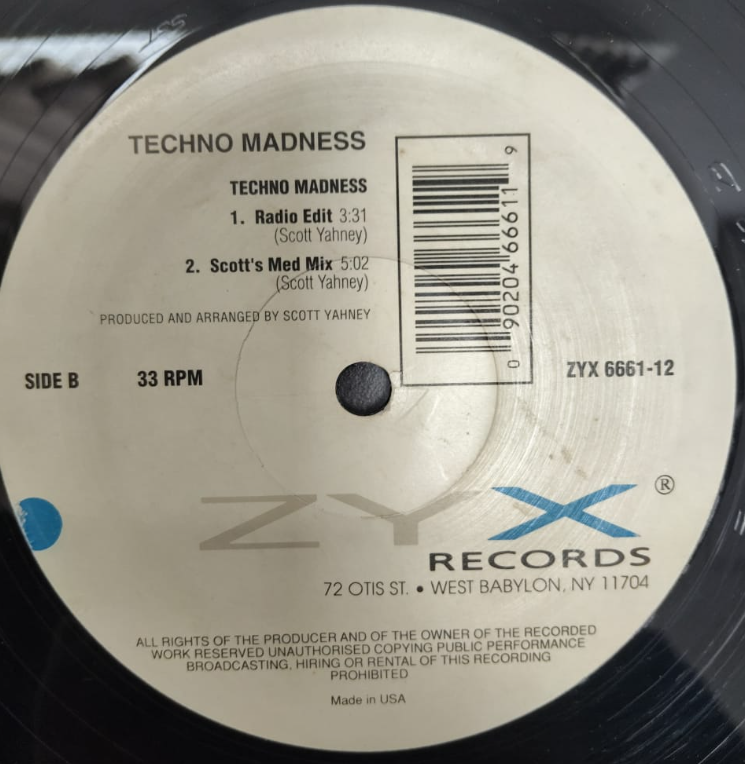 TECHNO MADNESS
TECHNO MADNESS
1. Radio Edit 3:31
(Scott Yahney)
2. Scott's Med Mix 5:02
(Scott Yahney)
PRODUCED AND ARRANGED BY SCOTT YAHNEY
0 90204 66611 9
SIDE B 33 RPM
ZYX 6661-12
ZYX ®
RECORDS
72 OTIS ST. • WEST BABYLON, NY 11704
ALL RIGHTS OF THE PRODUCER AND OF THE OWNER OF THE RECORDED
WORK RESERVED UNAUTHORISED COPYING PUBLIC PERFORMANCE
BROADCASTING, HIRING OR RENTAL OF THIS RECORDING
PROHIBITED
Made in USA